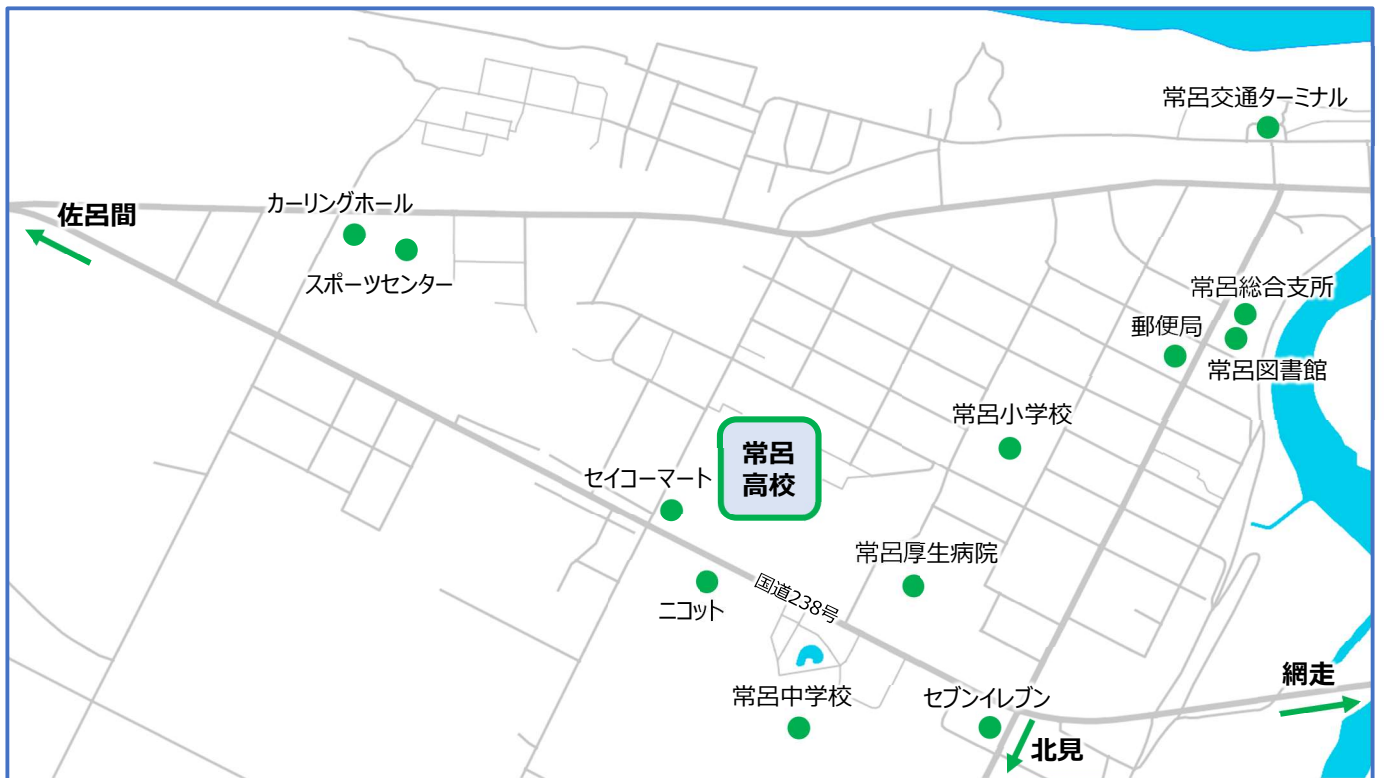 常呂交通ターミナル
カーリングホール
佐呂間
スポーツセンター
常呂総合支所
郵便局
常呂図書館
常呂小学校
常呂
高校
セイコーマート
常呂厚生病院
国道238号
ニコット
網走
常呂中学校
セブンイレブン
北見